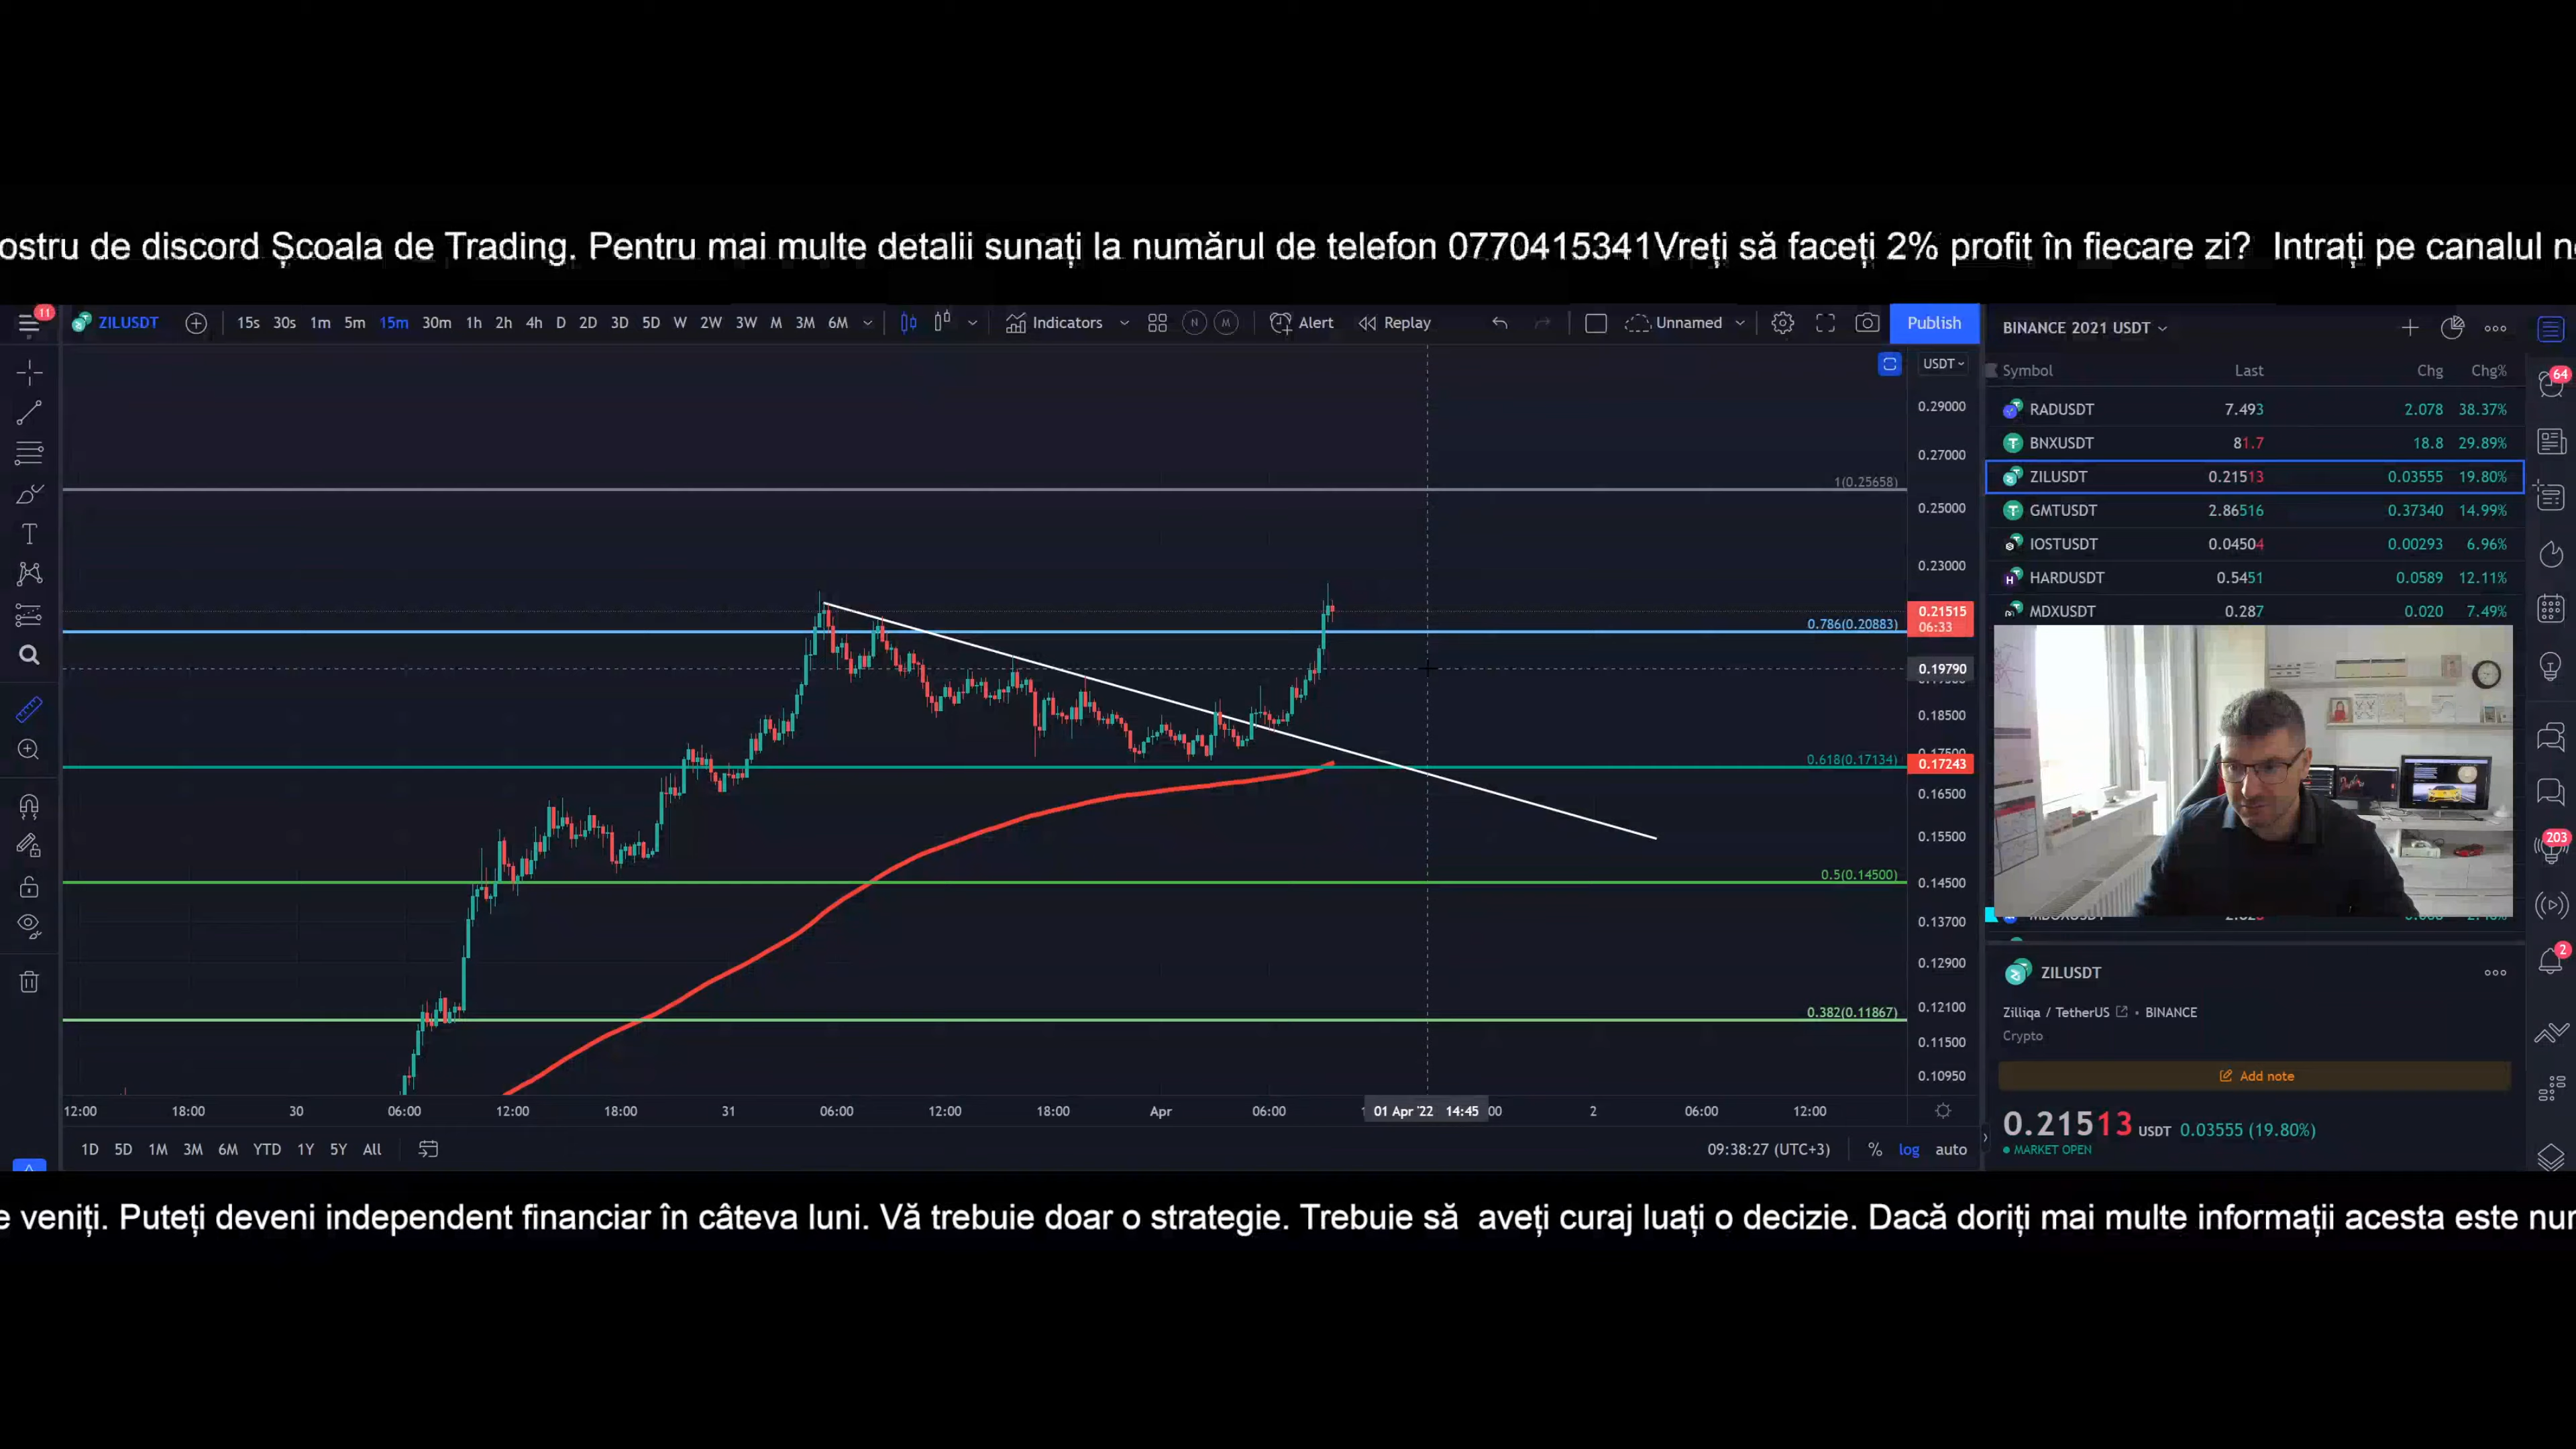 ostru de discord Școala de Trading. Pentru mai multe detalii sunați la numărul de telefon 0770415341Vreți să faceți 2% profit în fiecare zi?  Intrați pe canalul n
11 ZILUSDT 15s 30s 1m 5m 15m 30m 1h 2h 4h D 2D 3D 5D W 2W 3W M 3M 6M Indicators N M Alert Replay Unnamed Publish
USDT
0.29000
0.27000
1(0.25658)
0.25000
0.23000
0.21515
06:33
0.786(0.20883)
0.19790
0.18500
0.17500
0.618(0.17134)
0.17243
0.16500
0.15500
0.5(0.14500)
0.14500
0.13700
0.12900
0.382(0.11867)
0.12100
0.11500
0.10950
12:00 18:00 30 06:00 12:00 18:00 31 06:00 12:00 18:00 Apr 06:00 01 Apr '22 14:45 :00 2 06:00 12:00
1D 5D 1M 3M 6M YTD 1Y 5Y All 09:38:27 (UTC+3) % log auto
BINANCE 2021 USDT
Symbol Last Chg Chg%
RADUSDT 7.493 2.078 38.37%
BNXUSDT 81.7 18.8 29.89%
ZILUSDT 0.21513 0.03555 19.80%
GMTUSDT 2.86516 0.37340 14.99%
IOSTUSDT 0.04504 0.00293 6.96%
HARDUSDT 0.5451 0.0589 12.11%
MDXUSDT 0.287 0.020 7.49%
ZILUSDT
Zilliqa / TetherUS • BINANCE
Crypto
Add note
0.21513 USDT 0.03555 (19.80%)
MARKET OPEN
64
203
2
e veniți. Puteți deveni independent financiar în câteva luni. Vă trebuie doar o strategie. Trebuie să  aveți curaj luați o decizie. Dacă doriți mai multe informații acesta este nur